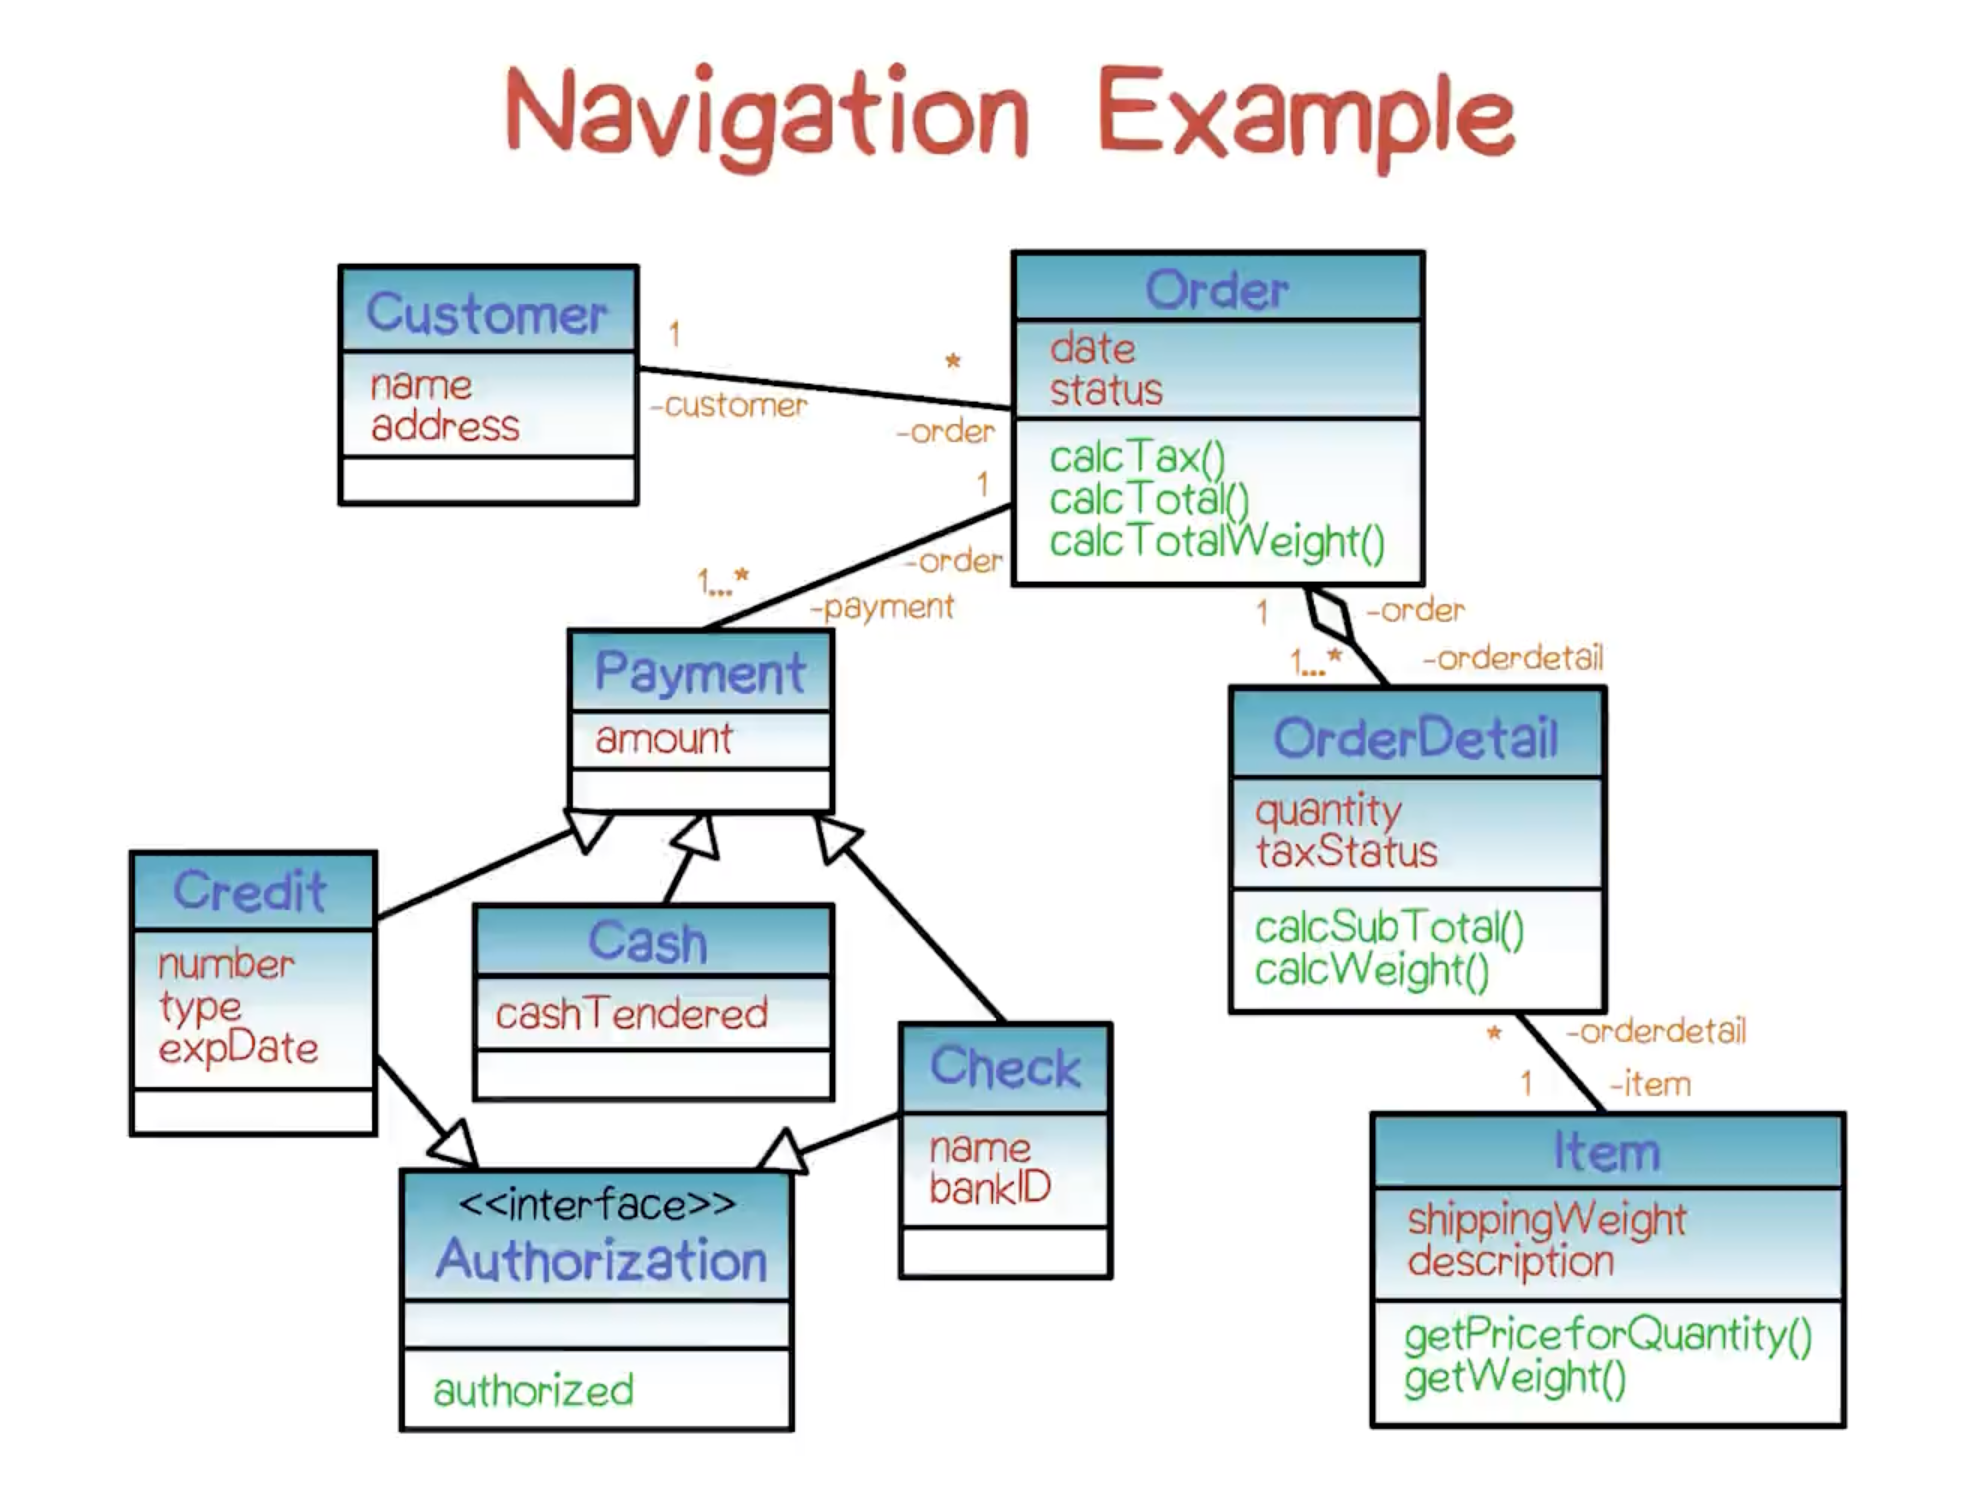 Navigation Example
Customer
name
address
1
-customer
*
-order
Order
date
status
calcTax()
calcTotal()
calcTotalWeight()
1
-order
1...*
-payment
Payment
amount
1
-order
1...*
-orderdetail
OrderDetail
quantity
taxStatus
calcSubTotal()
calcWeight()
Credit
number
type
expDate
Cash
cashTendered
Check
name
bankID
*
-orderdetail
1
-item
Item
shippingWeight
description
getPriceforQuantity()
getWeight()
<<interface>>
Authorization
authorized